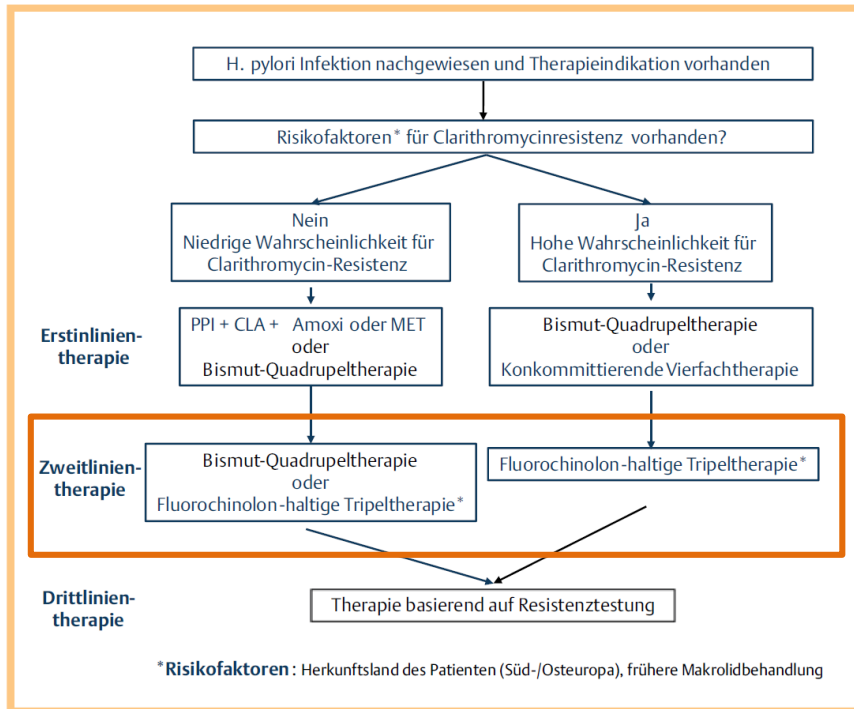 H. pylori Infektion nachgewiesen und Therapieindikation vorhanden
Risikofaktoren* für Clarithromycinresistenz vorhanden?
Nein
Niedrige Wahrscheinlichkeit für
Clarithromycin-Resistenz
Ja
Hohe Wahrscheinlichkeit für
Clarithromycin-Resistenz
Erstinlinien-
therapie
PPI + CLA + Amoxi oder MET
oder
Bismut-Quadrupeltherapie
Bismut-Quadrupeltherapie
oder
Konkommittierende Vierfachtherapie
Zweitlinien-
therapie
Bismut-Quadrupeltherapie
oder
Fluorochinolon-haltige Tripeltherapie*
Fluorochinolon-haltige Tripeltherapie*
Drittlinien-
therapie
Therapie basierend auf Resistenztestung
*Risikofaktoren: Herkunftsland des Patienten (Süd-/Osteuropa), frühere Makrolidbehandlung